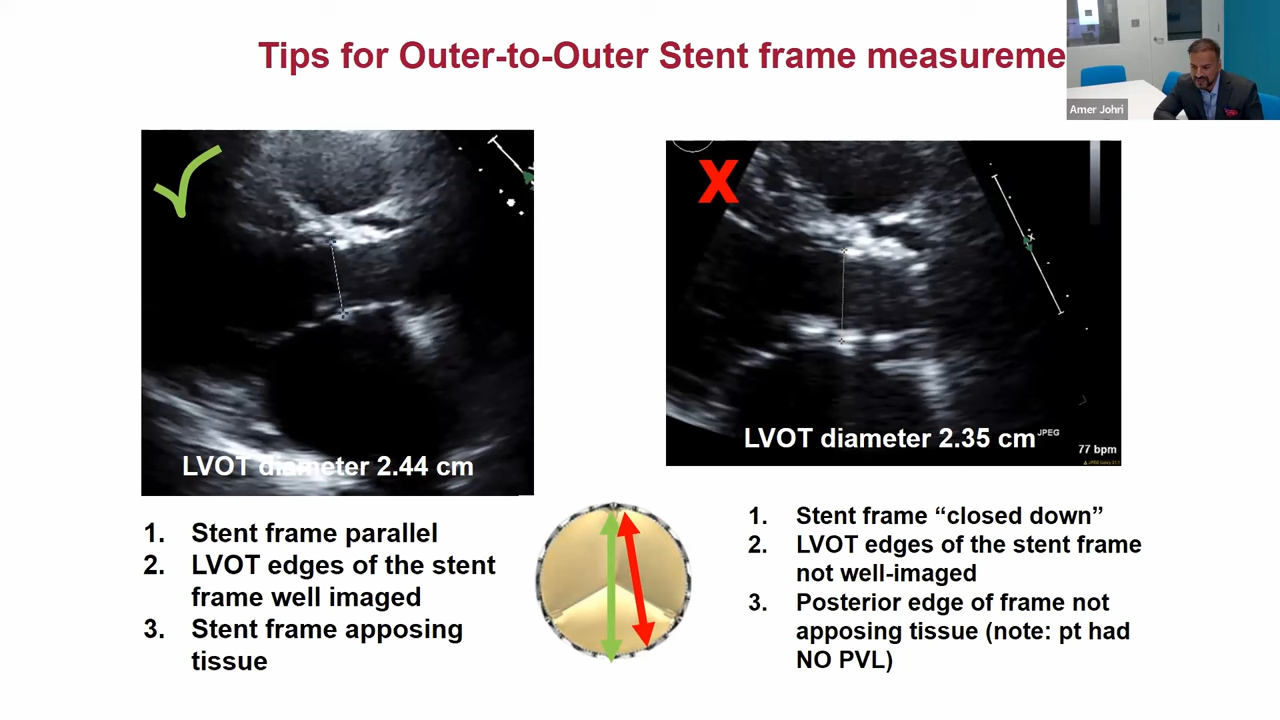 Tips for Outer-to-Outer Stent frame measureme
Amer Johri
X
LVOT diameter 2.44 cm
LVOT diameter 2.35 cm
JPEG
77 bpm
1. Stent frame parallel
2. LVOT edges of the stent
frame well imaged
3. Stent frame apposing
tissue
1. Stent frame “closed down”
2. LVOT edges of the stent frame
not well-imaged
3. Posterior edge of frame not
apposing tissue (note: pt had
NO PVL)